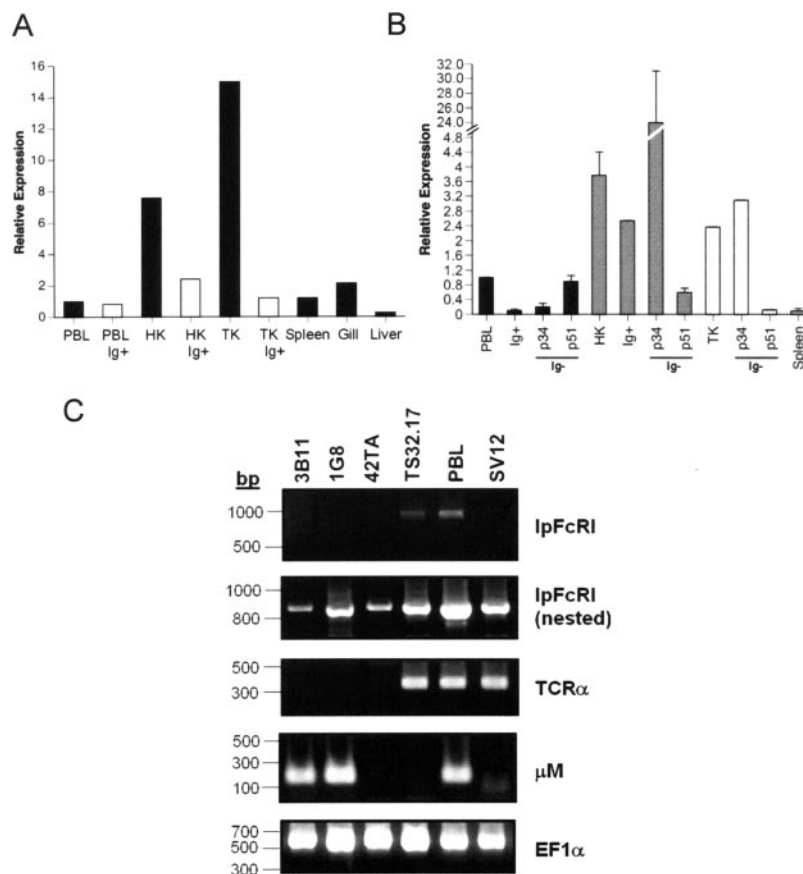 A
16
14
12
10
8
6
4
2
0
Relative Expression
PBL
PBL Ig+
HK
HK Ig+
TK
TK Ig+
Spleen
Gill
Liver
B
32.0
30.0
28.0
26.0
24.0
4.8
4.4
3.6
2.8
3.2
2.4
2.0
1.6
1.2
0.8
0.4
0
Relative Expression
PBL
Ig+
p34
p51
Ig-
HK
Ig+
p34
p51
Ig-
TK
p34
p51
Ig-
Spleen
C
bp
3B11
1G8
42TA
TS32.17
PBL
SV12
1000
500
IpFcRI
1000
800
IpFcRI
(nested)
500
300
TCRα
500
300
100
μM
700
500
300
EF1α